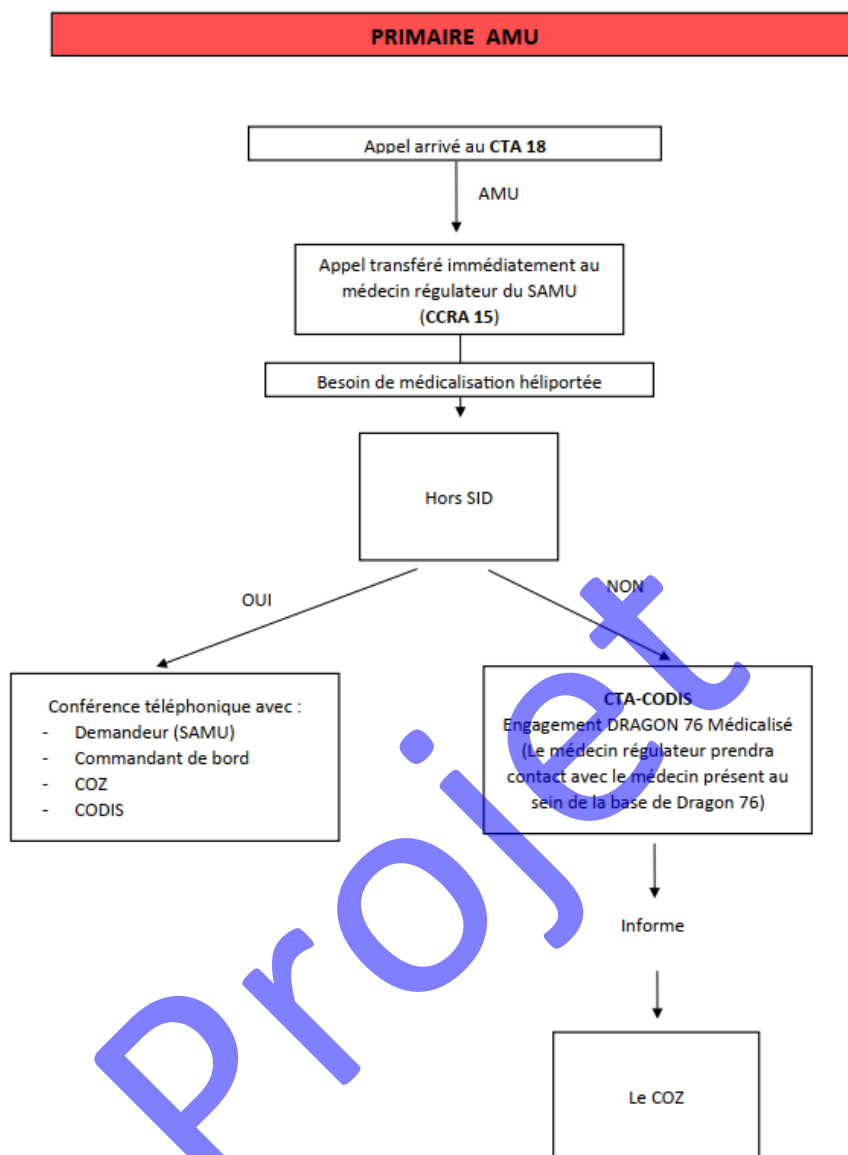 PRIMAIRE AMU
Appel arrivé au CTA 18
AMU
Appel transféré immédiatement au
médecin régulateur du SAMU
(CCRA 15)
Besoin de médicalisation héliportée
Hors SID
OUI
NON
Conférence téléphonique avec :
- Demandeur (SAMU)
- Commandant de bord
- COZ
- CODIS
CTA-CODIS
Engagement DRAGON 76 Médicalisé
(Le médecin régulateur prendra
contact avec le médecin présent au
sein de la base de Dragon 76)
Informe
Le COZ
Projet